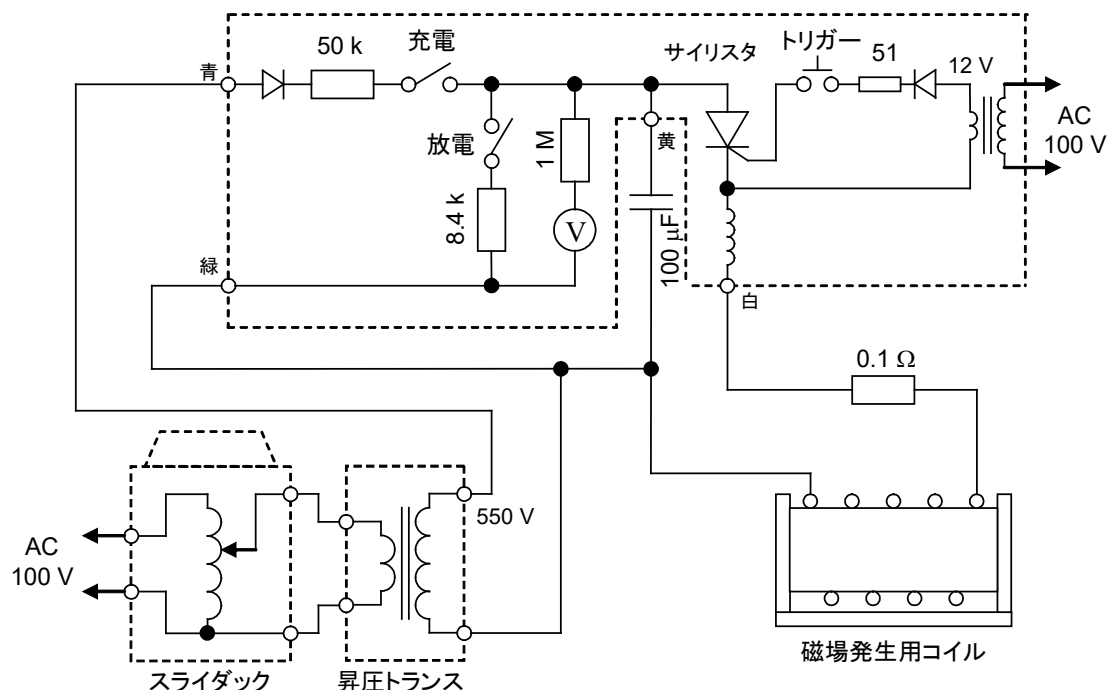 50 k
充電
サイリスタ
トリガー
51
12 V
AC
100 V
青
放電
1 M
黄
8.4 k
V
100 μF
緑
白
0.1 Ω
550 V
AC
100 V
スライダック
昇圧トランス
磁場発生用コイル